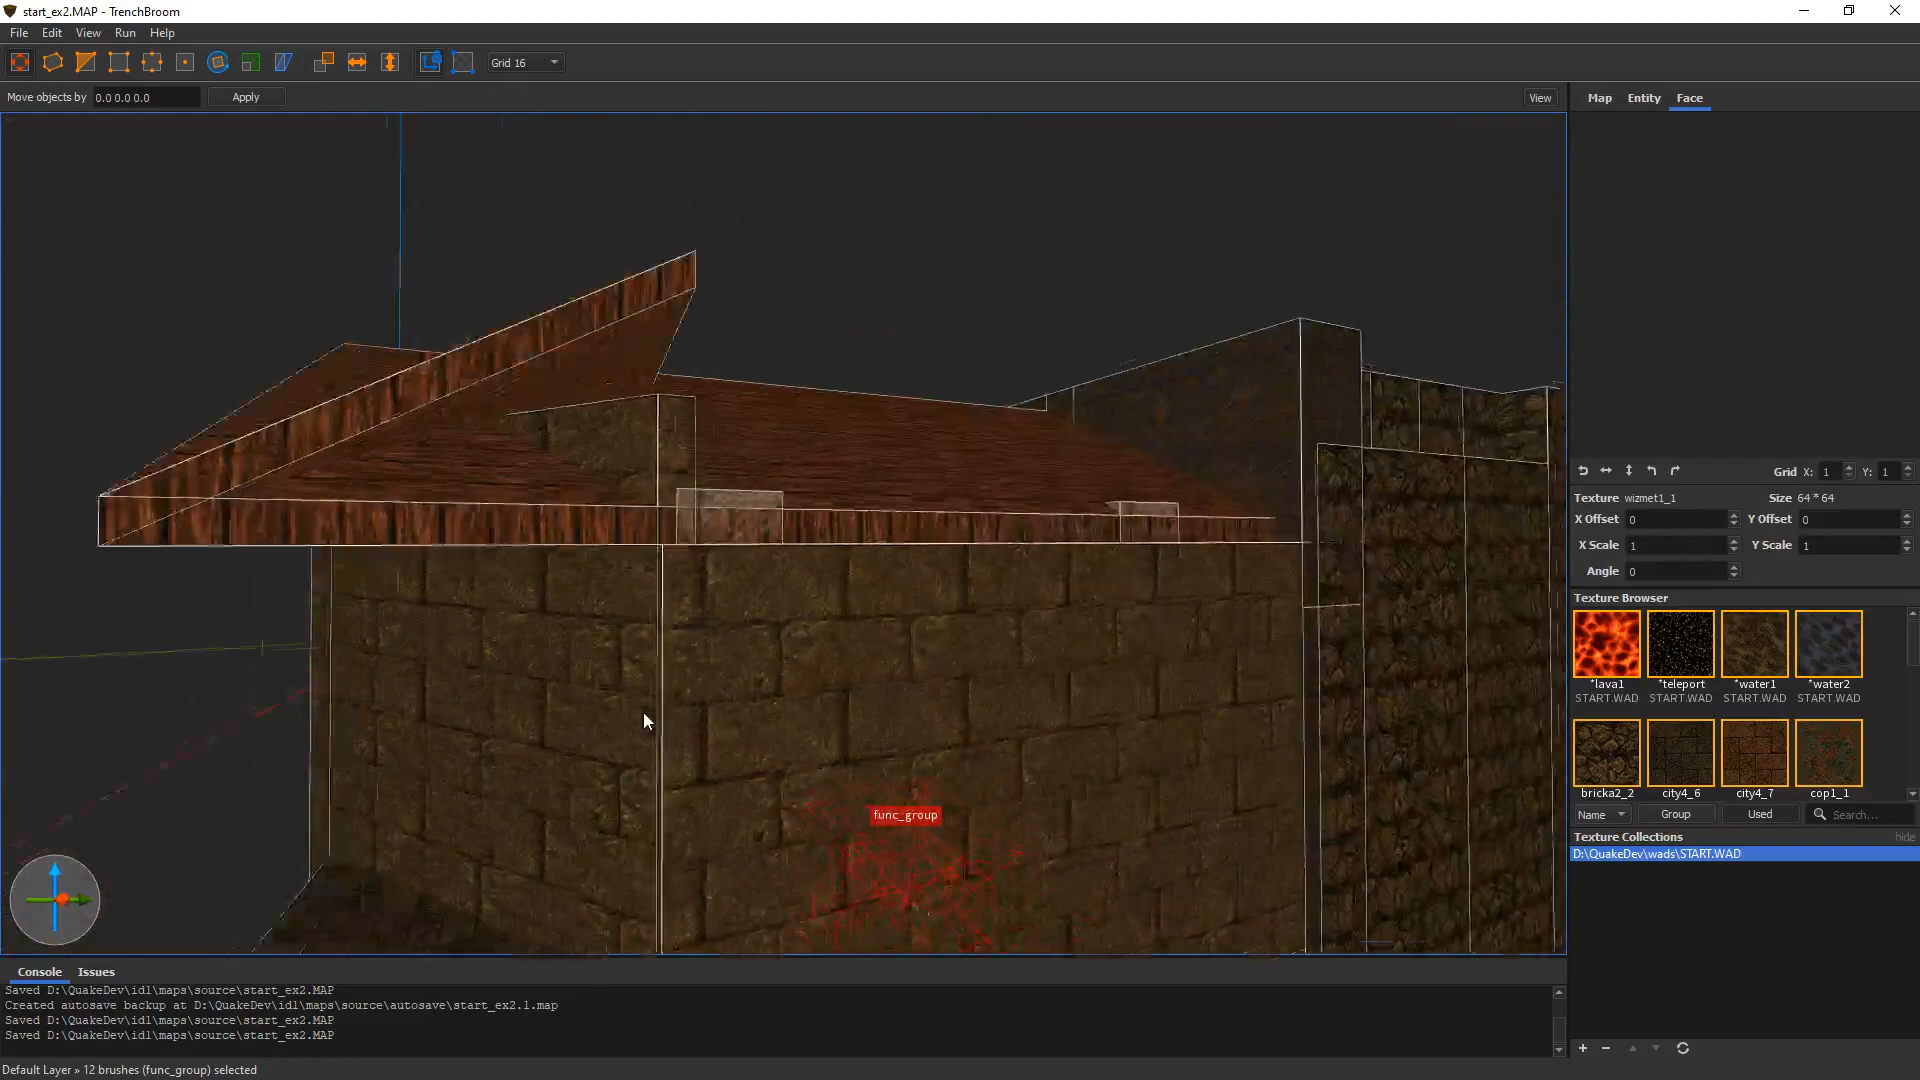 start_ex2.MAP - TrenchBroom
File Edit View Run Help
Grid 16
Move objects by 0.0 0.0 0.0 Apply View
Map Entity Face
Grid X: 1 Y: 1
Texture wizmet1_1 Size 64 * 64
X Offset 0 Y Offset 0
X Scale 1 Y Scale 1
Angle 0
Texture Browser
*lava1 *teleport *water1 *water2
START.WAD START.WAD START.WAD START.WAD
bricka2_2 city4_6 city4_7 cop1_1
Name Group Used Search...
Texture Collections hide
D:\QuakeDev\wads\START.WAD
func_group
Console Issues
Saved D:\QuakeDev\id1\maps\source\start_ex2.MAP
Created autosave backup at D:\QuakeDev\id1\maps\source\autosave\start_ex2.1.map
Saved D:\QuakeDev\id1\maps\source\start_ex2.MAP
Saved D:\QuakeDev\id1\maps\source\start_ex2.MAP
Default Layer » 12 brushes (func_group) selected